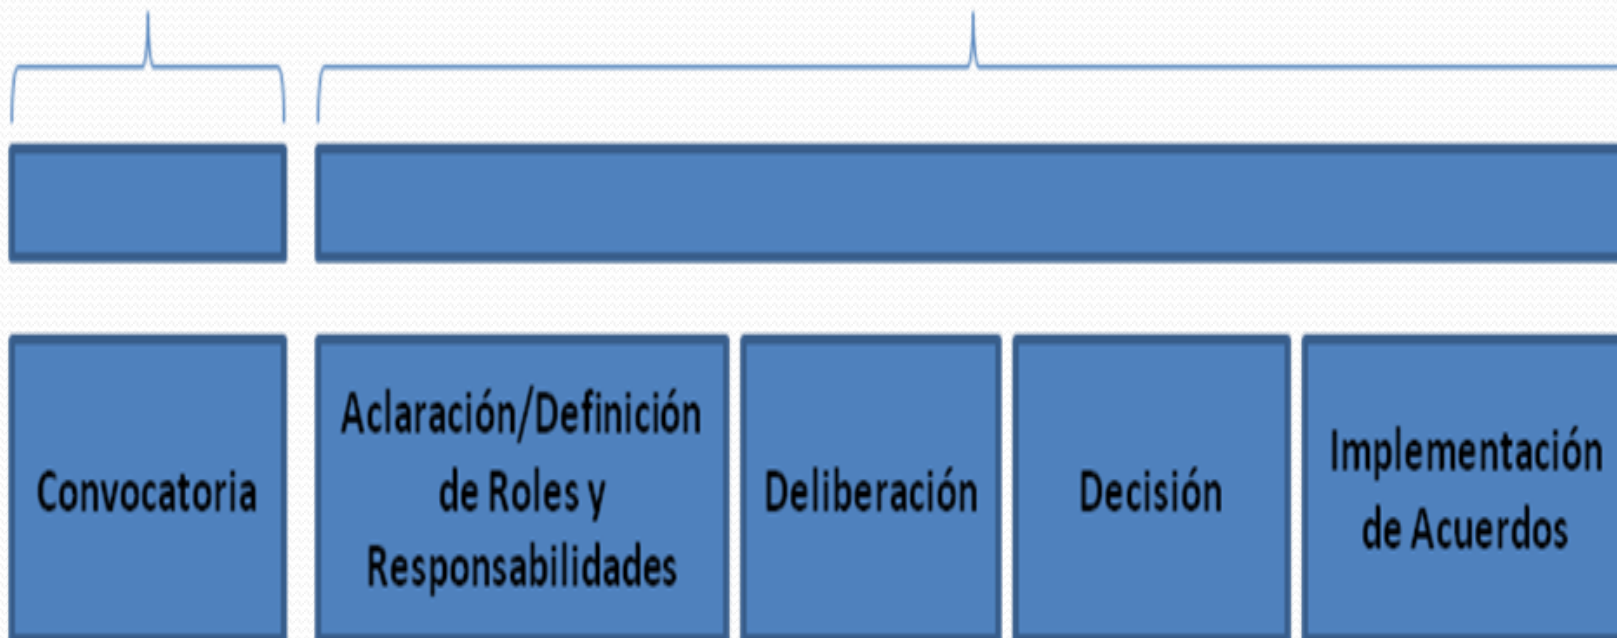 Convocatoria
Aclaración/Definición
de Roles y
Responsabilidades
Deliberación
Decisión
Implementación
de Acuerdos